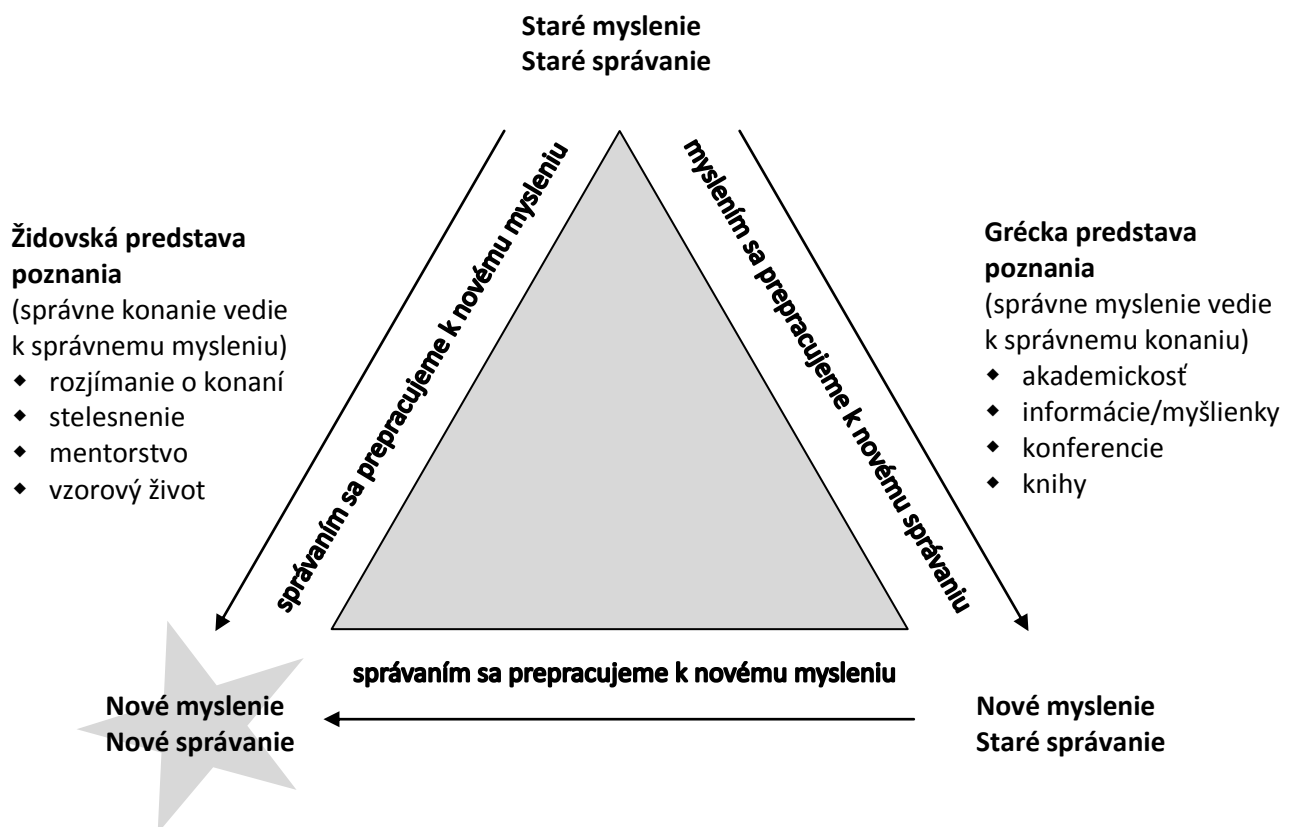 Staré myslenie
Staré správanie
správaním sa prepracujeme k novému mysleniu
myslením sa prepracujeme k novému správaniu
Židovská predstava
poznania
(správne konanie vedie
k správnemu mysleniu)
◆ rozjímanie o konaní
◆ stelesnenie
◆ mentorstvo
◆ vzorový život
Grécka predstava
poznania
(správne myslenie vedie
k správnemu konaniu)
◆ akademickosť
◆ informácie/myšlienky
◆ konferencie
◆ knihy
správaním sa prepracujeme k novému mysleniu
Nové myslenie
Nové správanie
Nové myslenie
Staré správanie